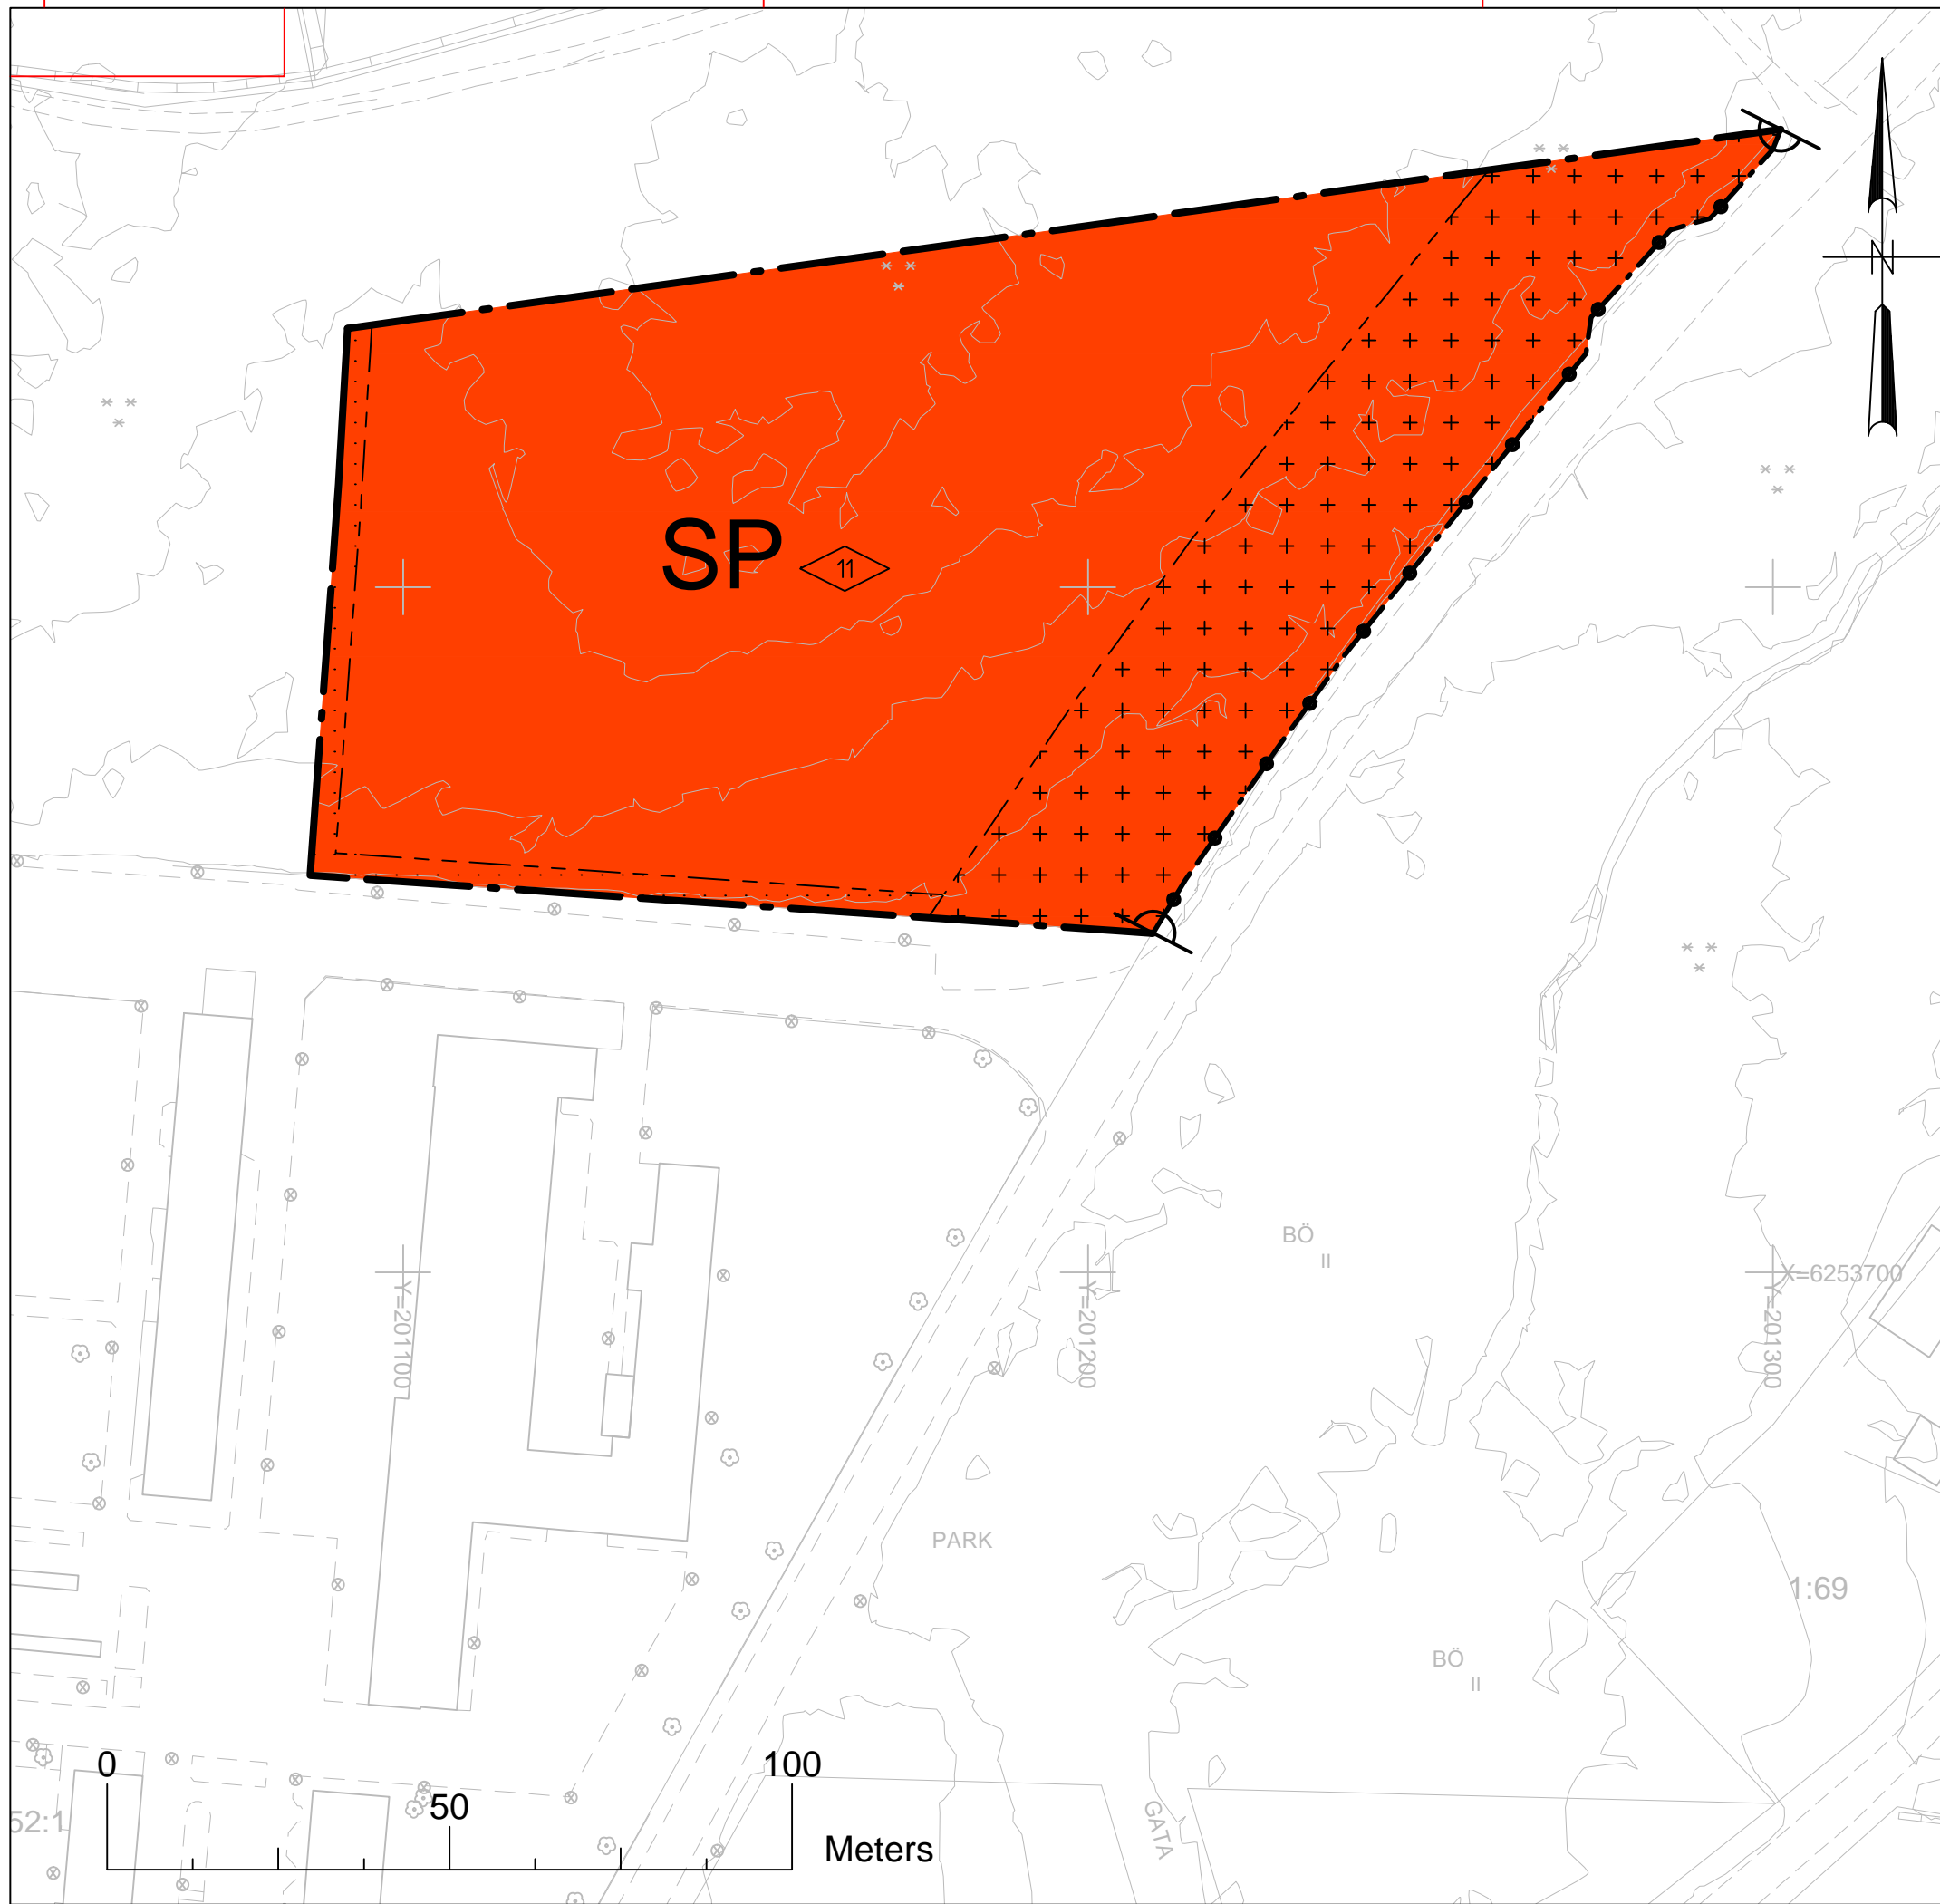 N
SP
11
BÖ
II
X=6253700
Y=201100
Y=201200
Y=201300
PARK
1:69
BÖ
II
0
100
50
52:1
GATA
Meters